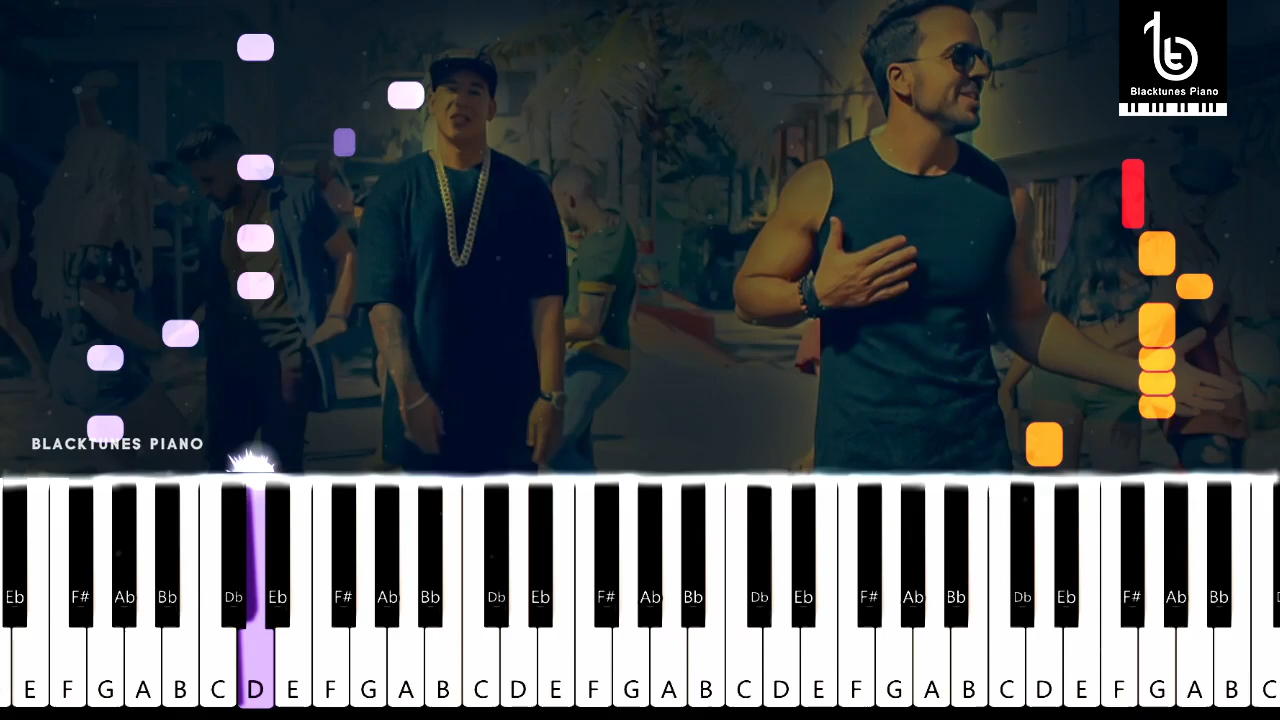 Blacktunes Piano
BLACKTUNES PIANO
Eb F# Ab Bb Db Eb F# Ab Bb Db Eb F# Ab Bb Db Eb F# Ab Bb Db Eb F# Ab Bb
E F G A B C D E F G A B C D E F G A B C D E F G A B C D E F G A B C